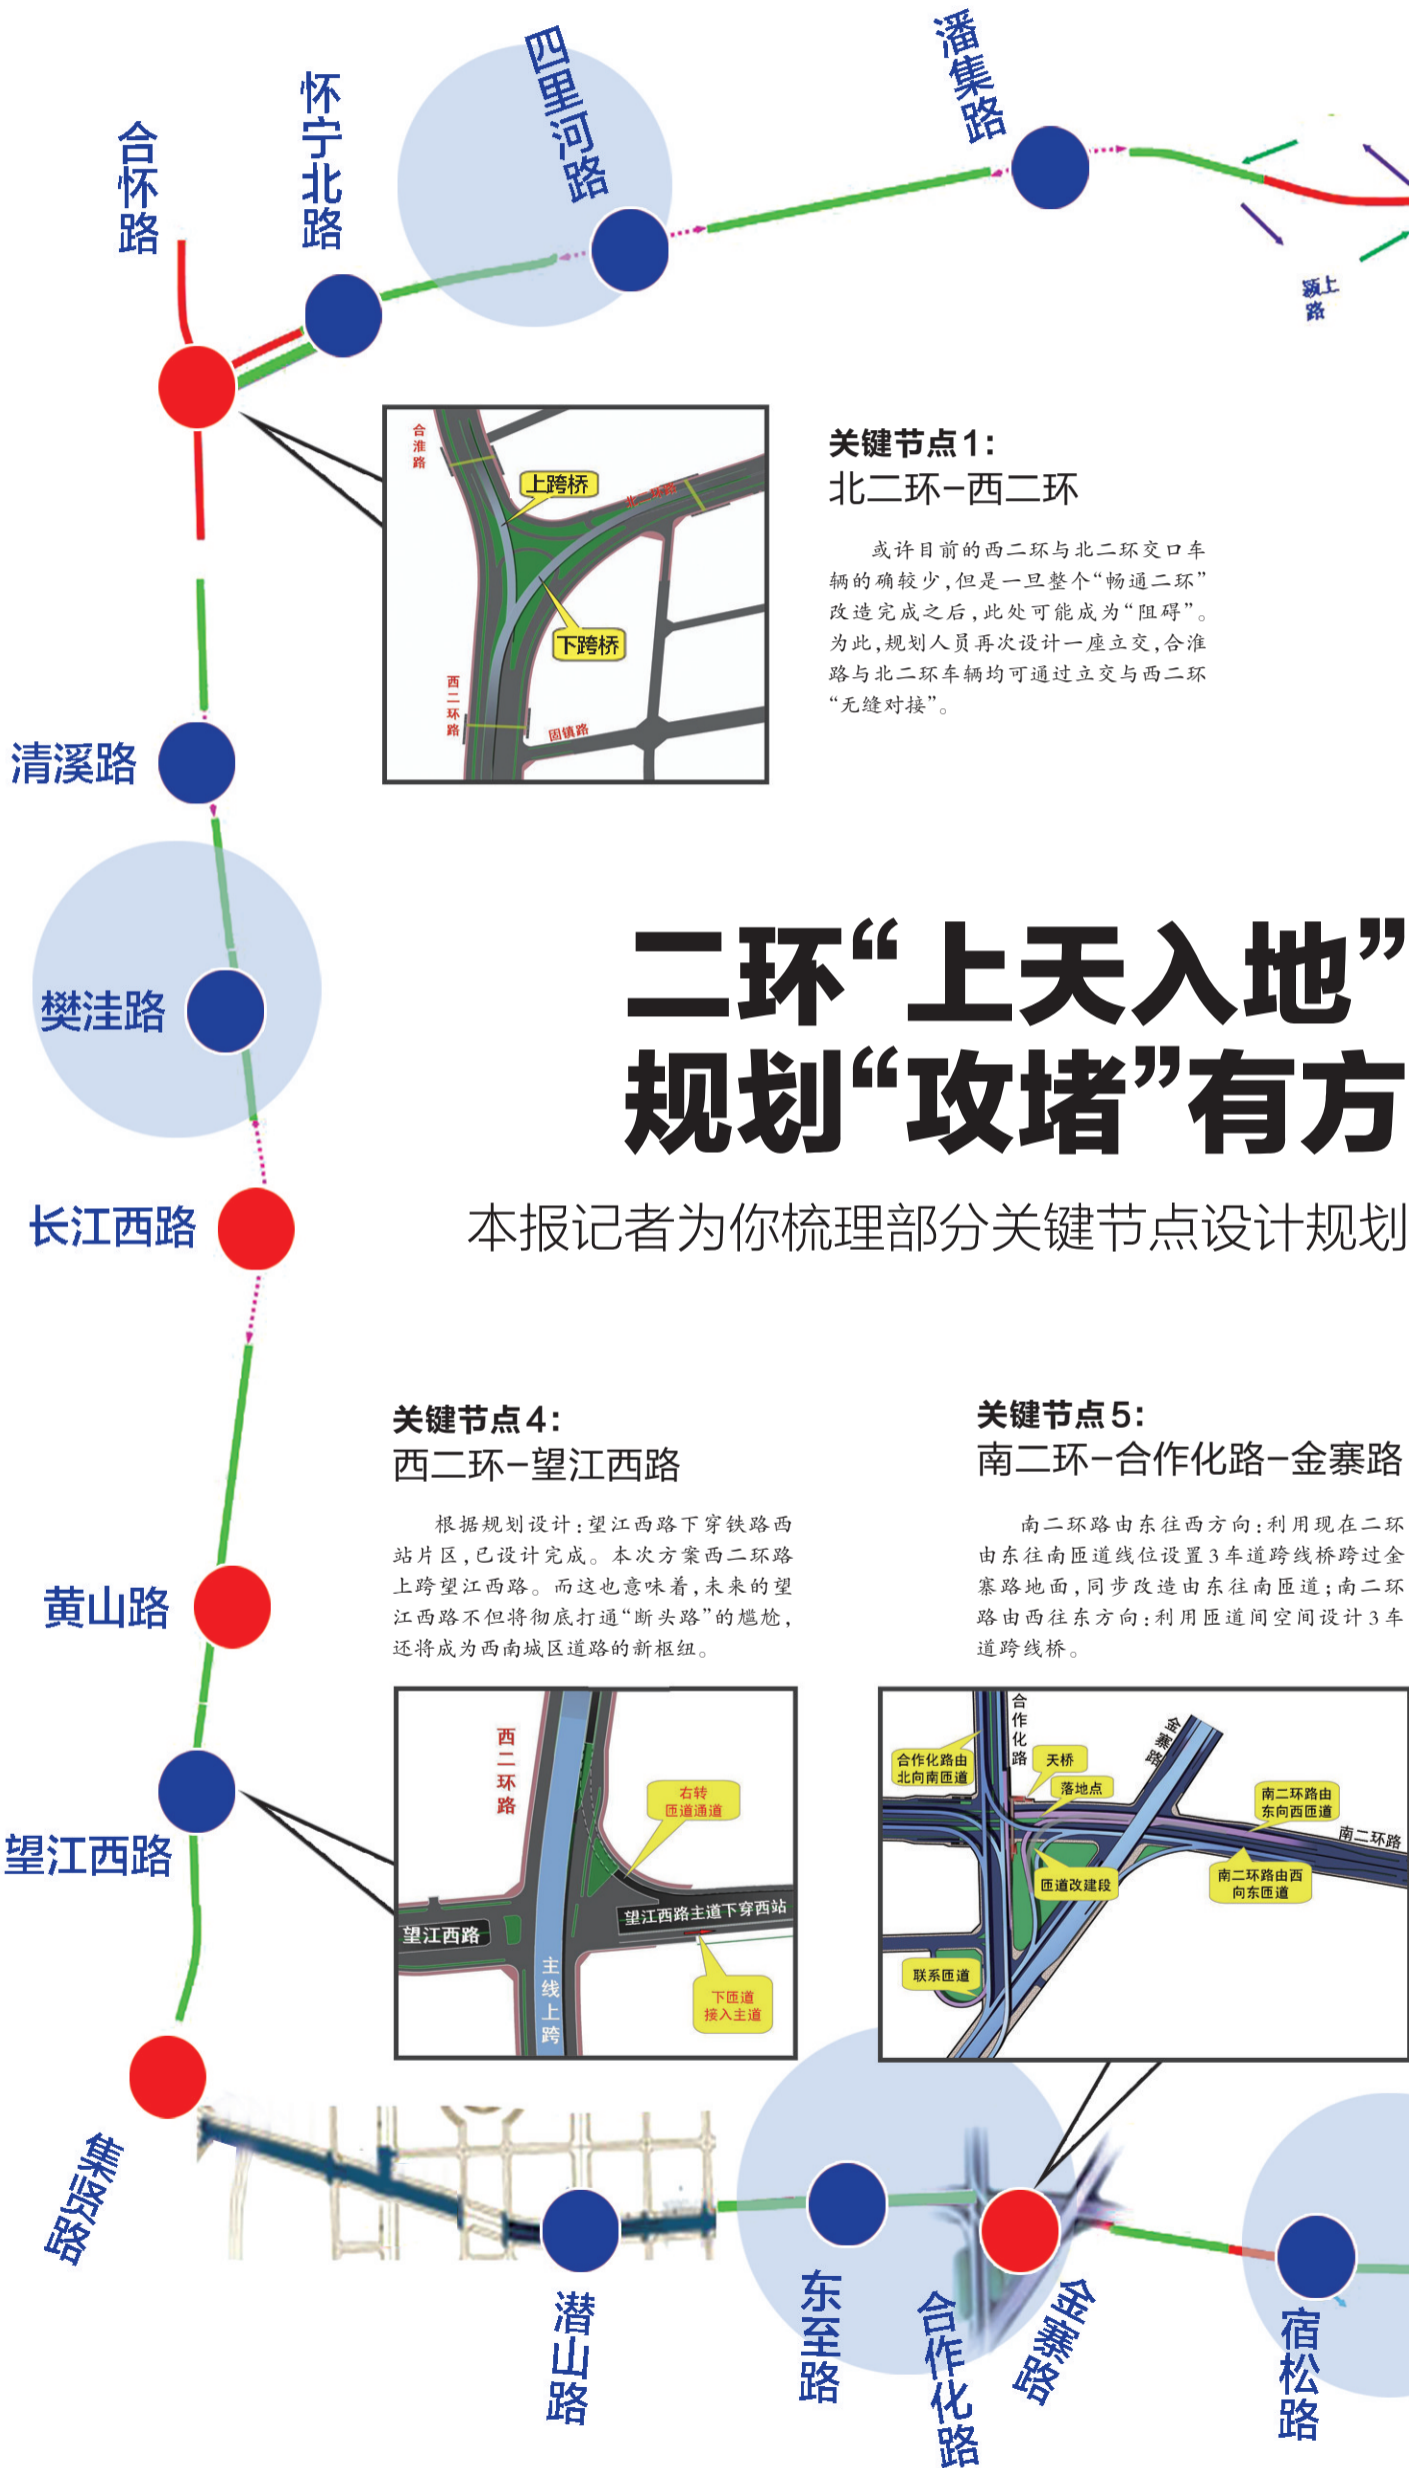 四里河路
潘集路
怀宁北路
合怀路
颍上
路
合淮路
上跨桥
北二环路
下跨桥
西二环路
固镇路
关键节点1:
北二环-西二环
或许目前的西二环与北二环交口车
辆的确较少,但是一旦整个“畅通二环”
改造完成之后,此处可能成为“阻碍”。
为此,规划人员再次设计一座立交,合淮
路与北二环车辆均可通过立交与西二环
“无缝对接”。
清溪路
樊洼路
二环“上天入地”
规划“攻堵”有方
本报记者为你梳理部分关键节点设计规划
长江西路
黄山路
望江西路
关键节点4:
西二环-望江西路
根据规划设计:望江西路下穿铁路西
站片区,已设计完成。本次方案西二环路
上跨望江西路。而这也意味着,未来的望
江西路不但将彻底打通“断头路”的尴尬,
还将成为西南城区道路的新枢纽。
西二环路
右转
匝道通道
望江西路
望江西路主道下穿西站
主线上跨
下匝道
接入主道
关键节点5:
南二环-合作化路-金寨路
南二环路由东往西方向:利用现在二环
由东往南匝道线位设置3车道跨线桥跨过金
寨路地面,同步改造由东往南匝道;南二环
路由西往东方向:利用匝道间空间设计3车
道跨线桥。
合作化路
金寨路
合作化路由
北向南匝道
天桥
落地点
南二环路由
东向西匝道
南二环路
匝道改建段
南二环路由西
向东匝道
联系匝道
集贤路
潜山路
东至路
合作化路
金寨路
宿松路